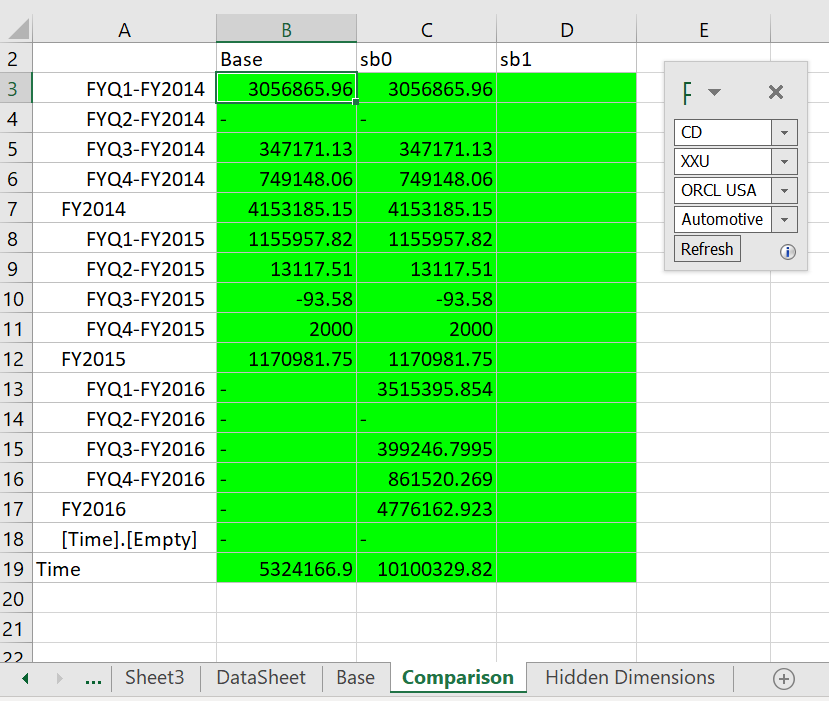 A B C D E
2 Base sb0 sb1
3 FYQ1-FY2014 3056865.96 3056865.96
4 FYQ2-FY2014 - -
5 FYQ3-FY2014 347171.13 347171.13
6 FYQ4-FY2014 749148.06 749148.06
7 FY2014 4153185.15 4153185.15
8 FYQ1-FY2015 1155957.82 1155957.82
9 FYQ2-FY2015 13117.51 13117.51
10 FYQ3-FY2015 -93.58 -93.58
11 FYQ4-FY2015 2000 2000
12 FY2015 1170981.75 1170981.75
13 FYQ1-FY2016 - 3515395.854
14 FYQ2-FY2016 - -
15 FYQ3-FY2016 - 399246.7995
16 FYQ4-FY2016 - 861520.269
17 FY2016 - 4776162.923
18 [Time].[Empty] - -
19 Time 5324166.9 10100329.82
20
21
22
CD
XXU
ORCL USA
Automotive
Refresh
... Sheet3 DataSheet Base Comparison Hidden Dimensions